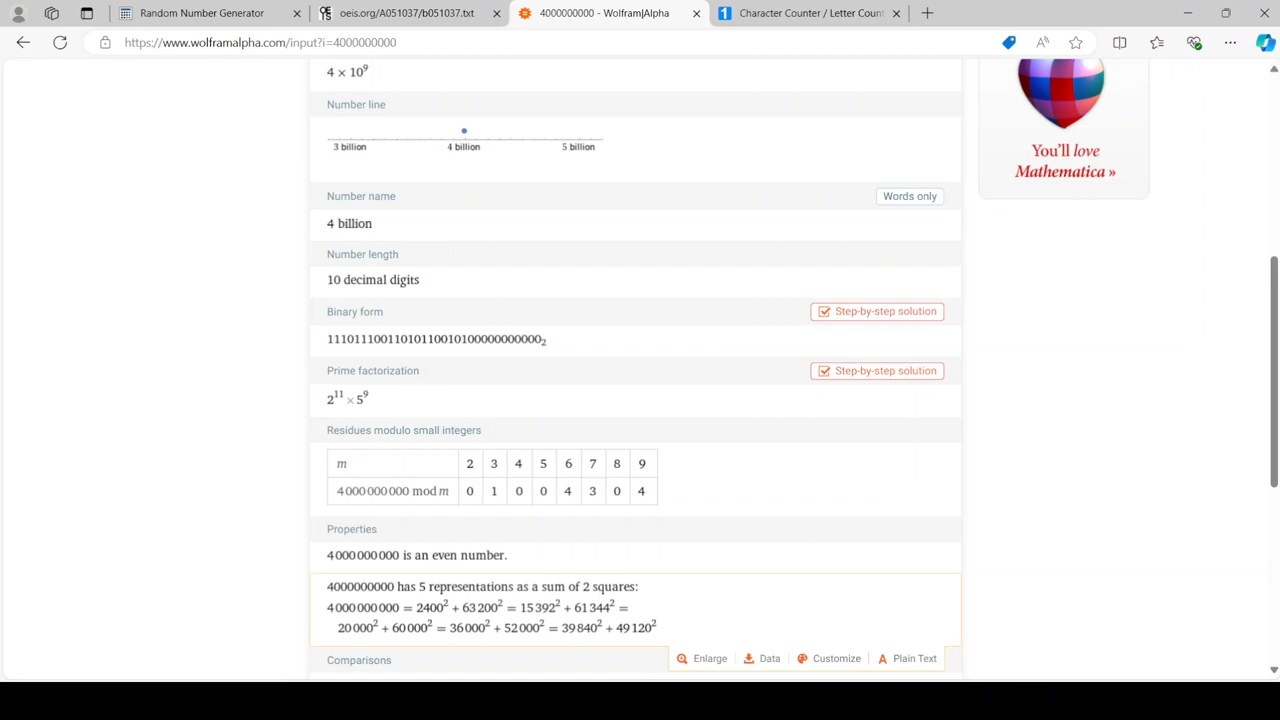 Random Number Generator
oeis.org/A051037/b051037.txt
4000000000 - Wolfram|Alpha
Character Counter / Letter Count
https://www.wolframalpha.com/input?i=4000000000
4 × 10⁹
Number line
3 billion 4 billion 5 billion
Number name
Words only
4 billion
Number length
10 decimal digits
Binary form
Step-by-step solution
11101110011010110010100000000000₂
Prime factorization
Step-by-step solution
2¹¹ × 5⁹
Residues modulo small integers
m 2 3 4 5 6 7 8 9
4 000 000 000 mod m 0 1 0 0 4 3 0 4
Properties
4 000 000 000 is an even number.
4000000000 has 5 representations as a sum of 2 squares:
4 000 000 000 = 2400² + 63 200² = 15 392² + 61 344² =
20 000² + 60 000² = 36 000² + 52 000² = 39 840² + 49 120²
Comparisons
Enlarge Data Customize A Plain Text
You'll love
Mathematica »